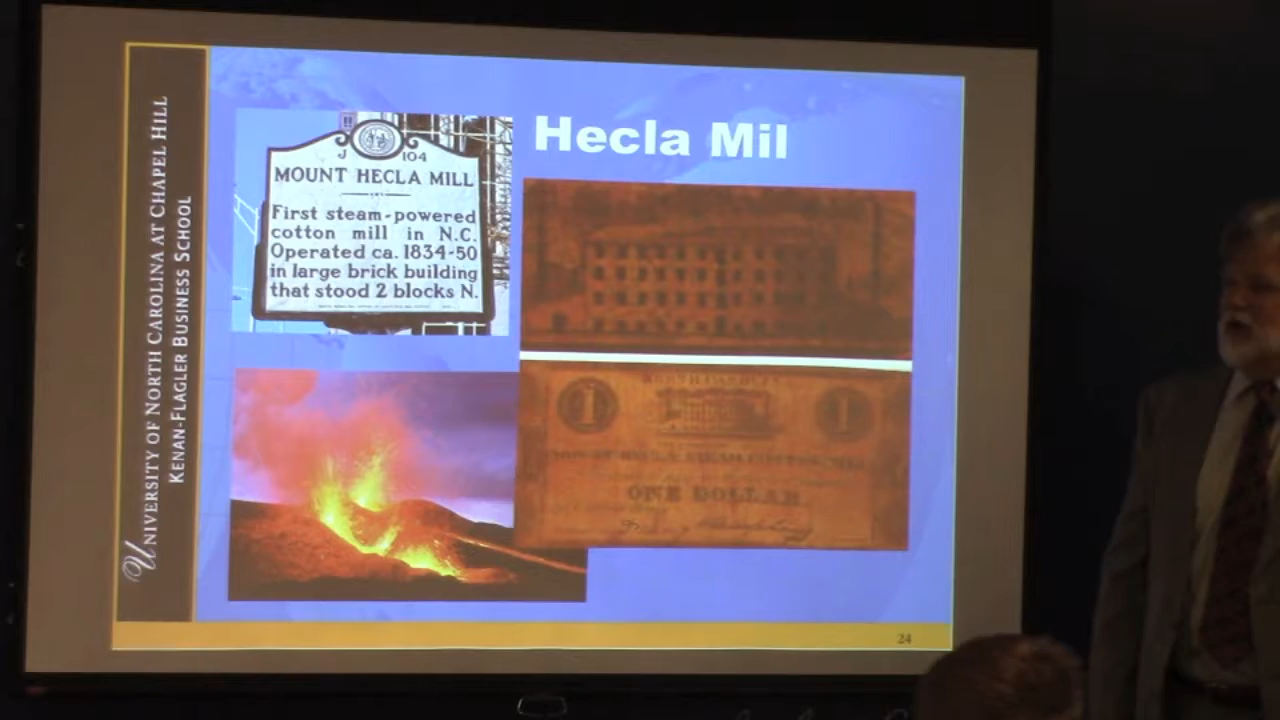 UNIVERSITY OF NORTH CAROLINA AT CHAPEL HILL
KENAN-FLAGLER BUSINESS SCHOOL
Hecla Mil
J 104
MOUNT HECLA MILL
First steam-powered
cotton mill in N.C.
Operated ca. 1834-50
in large brick building
that stood 2 blocks N.
1 1
ONE DOLLAR
24